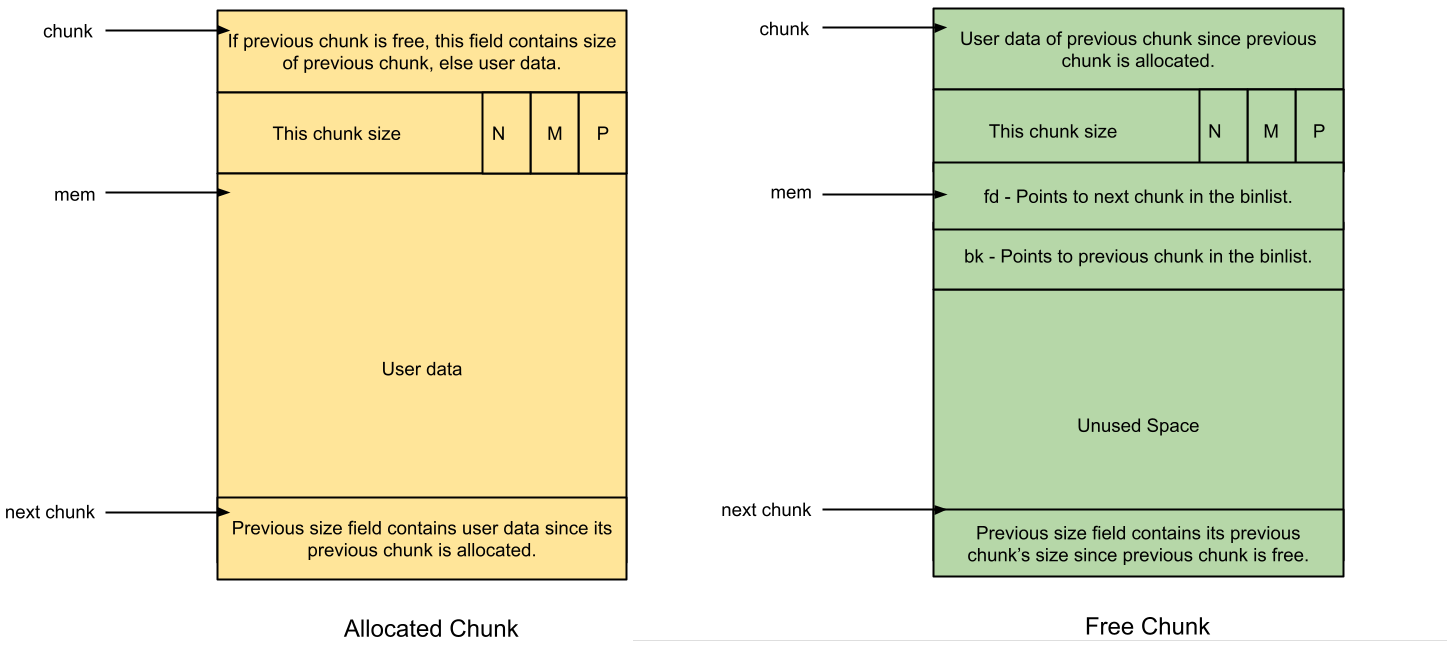 chunk
If previous chunk is free, this field contains size
of previous chunk, else user data.
This chunk size
N
M
P
mem
User data
next chunk
Previous size field contains user data since its
previous chunk is allocated.
Allocated Chunk
chunk
User data of previous chunk since previous
chunk is allocated.
This chunk size
N
M
P
mem
fd - Points to next chunk in the binlist.
bk - Points to previous chunk in the binlist.
Unused Space
next chunk
Previous size field contains its previous
chunk's size since previous chunk is free.
Free Chunk